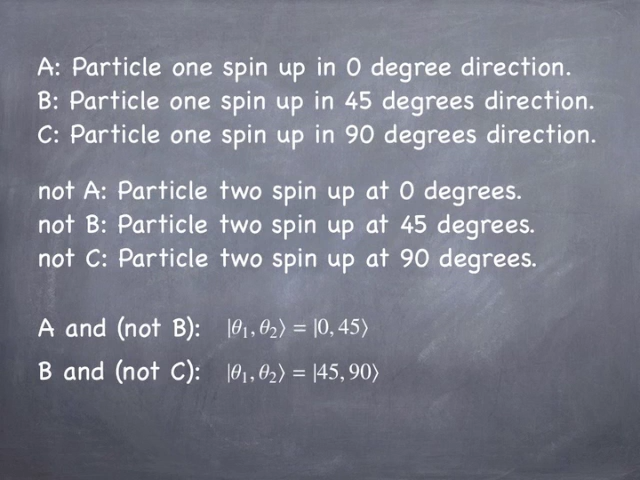 A: Particle one spin up in 0 degree direction.
B: Particle one spin up in 45 degrees direction.
C: Particle one spin up in 90 degrees direction.
not A: Particle two spin up at 0 degrees.
not B: Particle two spin up at 45 degrees.
not C: Particle two spin up at 90 degrees.
A and (not B): |θ₁, θ₂⟩ = |0, 45⟩
B and (not C): |θ₁, θ₂⟩ = |45, 90⟩